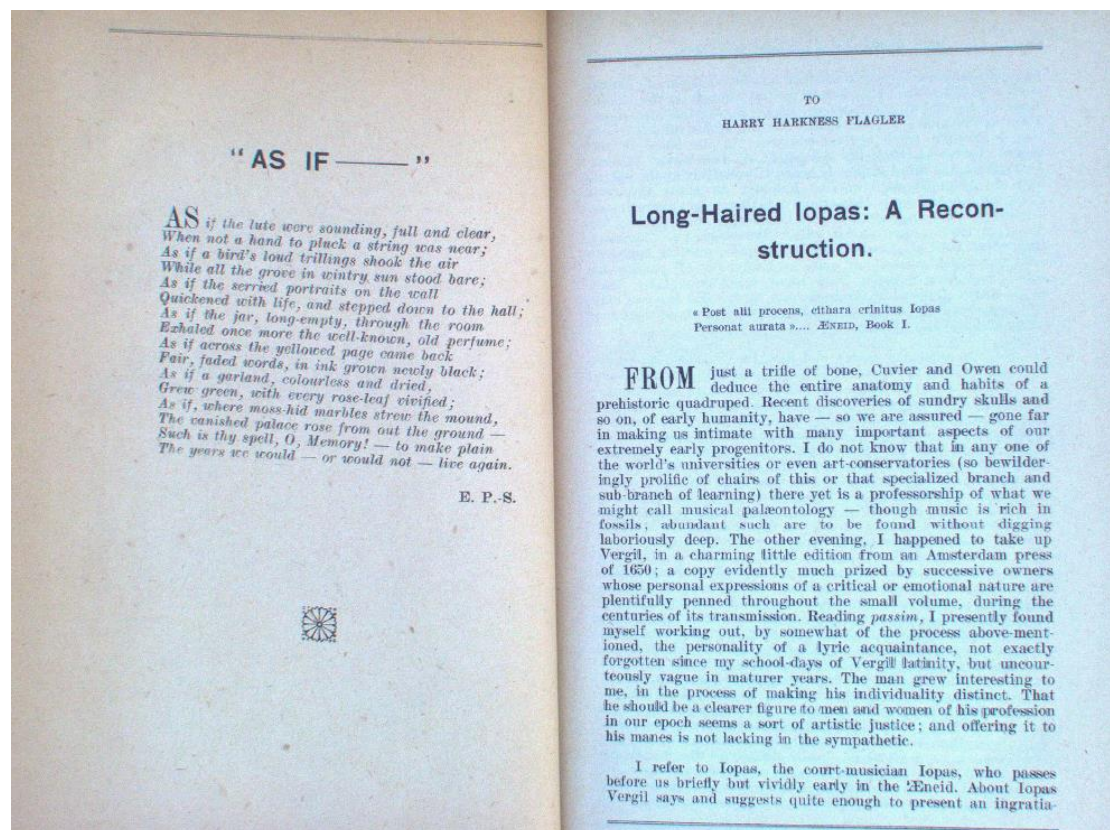 “AS IF——”
AS if the lute were sounding, full and clear,
When not a hand to pluck a string was near;
As if a bird's loud trillings shook the air
While all the grove in wintry sun stood bare;
As if the serried portraits on the wall
Quickened with life, and stepped down to the hall;
As if the jar, long-empty, through the room
Exhaled once more the well-known, old perfume;
As if across the yellowed page came back
Fair, faded words, in ink grown newly black;
As if a garland, colourless and dried,
Grew green, with every rose-leaf vivified;
As if, where moss-hid marbles strew the mound,
The vanished palace rose from out the ground —
Such is thy spell, O, Memory! — to make plain
The years we would — or would not — live again.
E. P.-S.
TO
HARRY HARKNESS FLAGLER
Long-Haired Iopas: A Recon-
struction.
« Post alii procens, cithara crinitus Iopas
Personat aurata ».... ÆNEID, Book I.
FROM just a trifle of bone, Cuvier and Owen could
deduce the entire anatomy and habits of a
prehistoric quadruped. Recent discoveries of sundry skulls and
so on, of early humanity, have — so we are assured — gone far
in making us intimate with many important aspects of our
extremely early progenitors. I do not know that in any one of
the world's universities or even art-conservatories (so bewilder-
ingly prolific of chairs of this or that specialized branch and
sub-branch of learning) there yet is a professorship of what we
might call musical palæontology — though music is rich in
fossils, abundant such are to be found without digging
laboriously deep. The other evening, I happened to take up
Vergil, in a charming little edition from an Amsterdam press
of 1650; a copy evidently much prized by successive owners
whose personal expressions of a critical or emotional nature are
plentifully penned throughout the small volume, during the
centuries of its transmission. Reading passim, I presently found
myself working out, by somewhat of the process above-ment-
ioned, the personality of a lyric acquaintance, not exactly
forgotten since my school-days of Vergil latinity, but uncour-
teously vague in maturer years. The man grew interesting to
me, in the process of making his individuality distinct. That
he should be a clearer figure to men and women of his profession
in our epoch seems a sort of artistic justice; and offering it to
his manes is not lacking in the sympathetic.
I refer to Iopas, the court-musician Iopas, who passes
before us briefly but vividly early in the Æneid. About Iopas
Vergil says and suggests quite enough to present an ingratia-